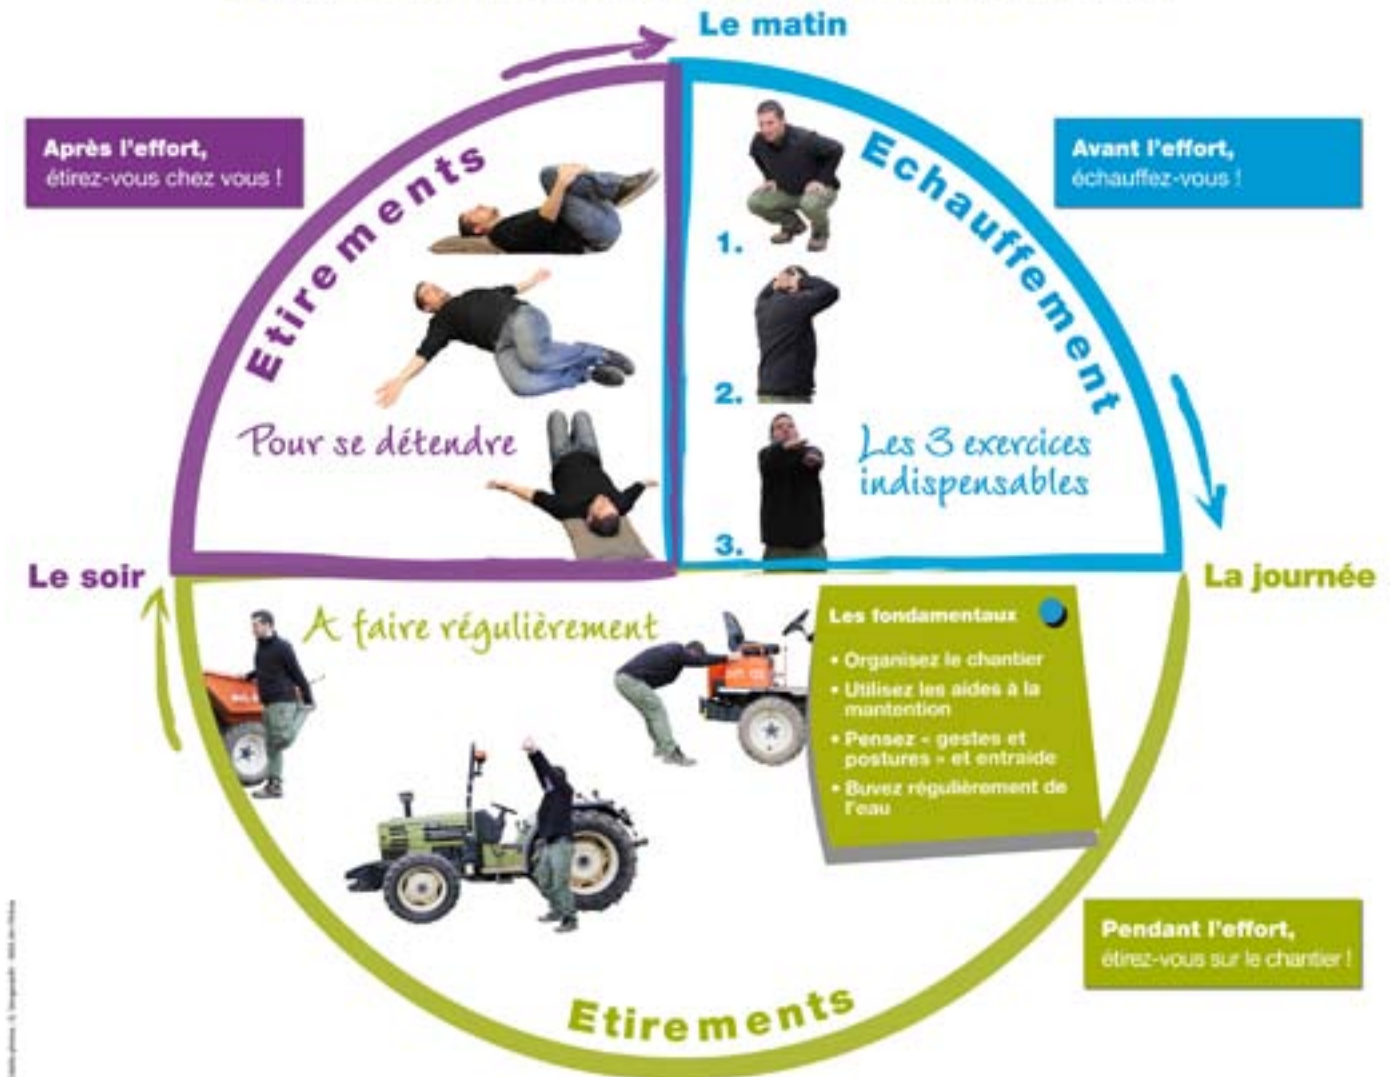 Le matin
Après l'effort,
étirez-vous chez vous !
Etirements
Pour se détendre
Avant l'effort,
échauffez-vous !
Echauffement
1.
2.
3.
Les 3 exercices
indispensables
Le soir
La journée
A faire régulièrement
Les fondamentaux
• Organisez le chantier
• Utilisez les aides à la
mantention
• Pensez « gestes et
postures » et entraide
• Buvez régulièrement de
l'eau
Pendant l'effort,
étirez-vous sur le chantier !
Etirements